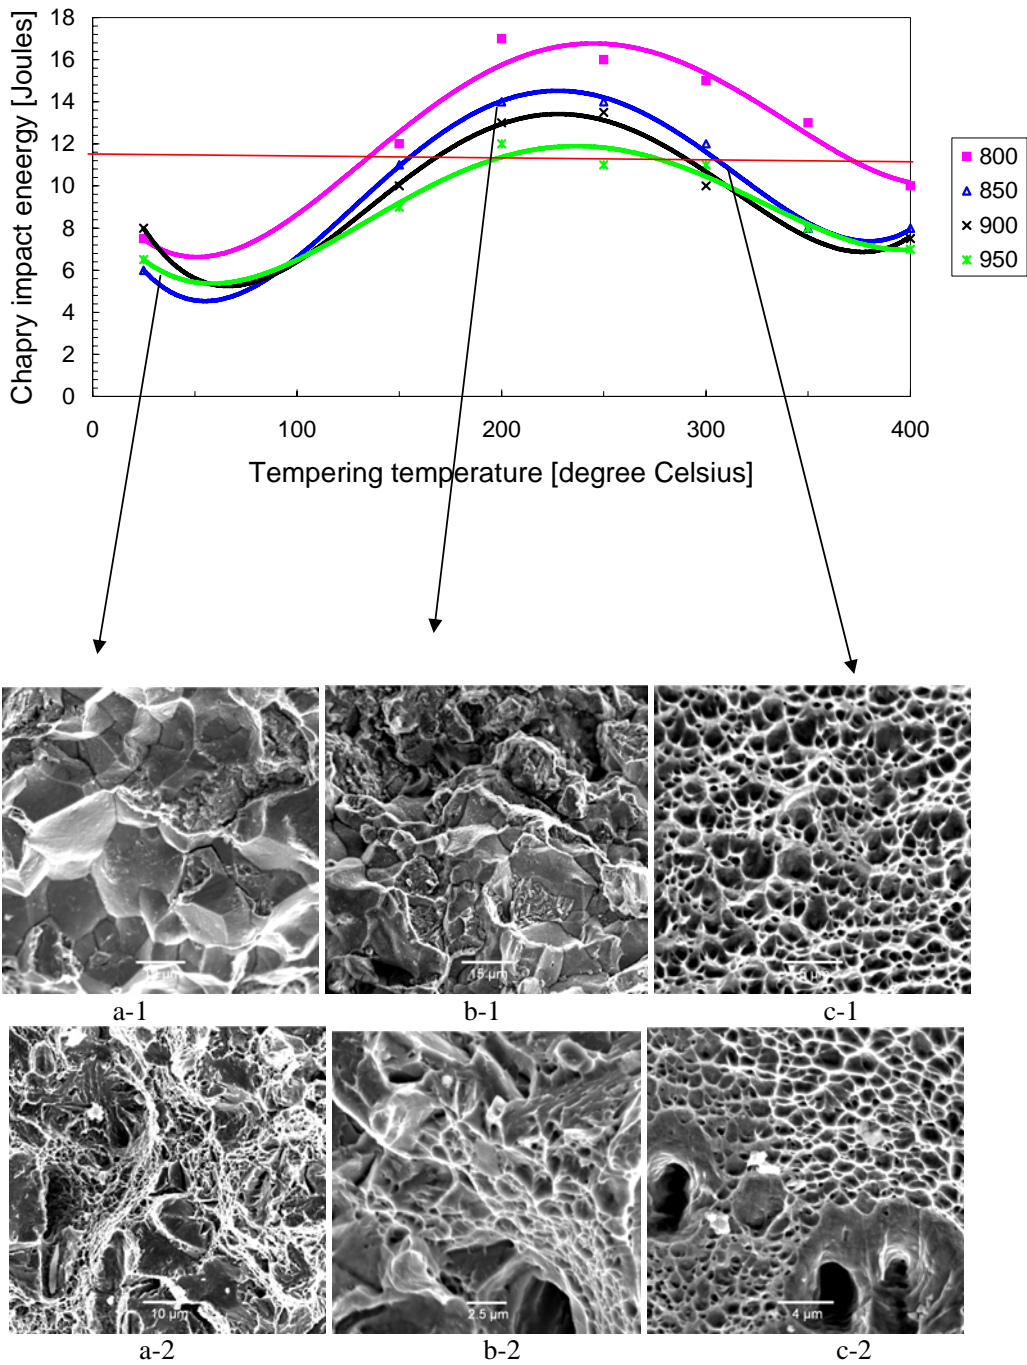 Chapry impact eneergy [Joules]
18
16
14
12
10
8
6
4
2
0
0 100 200 300 400
Tempering temperature [degree Celsius]
800
850
900
950
15 µm
a-1 b-1 c-1
10 µm 2.5 µm 4 µm
a-2 b-2 c-2